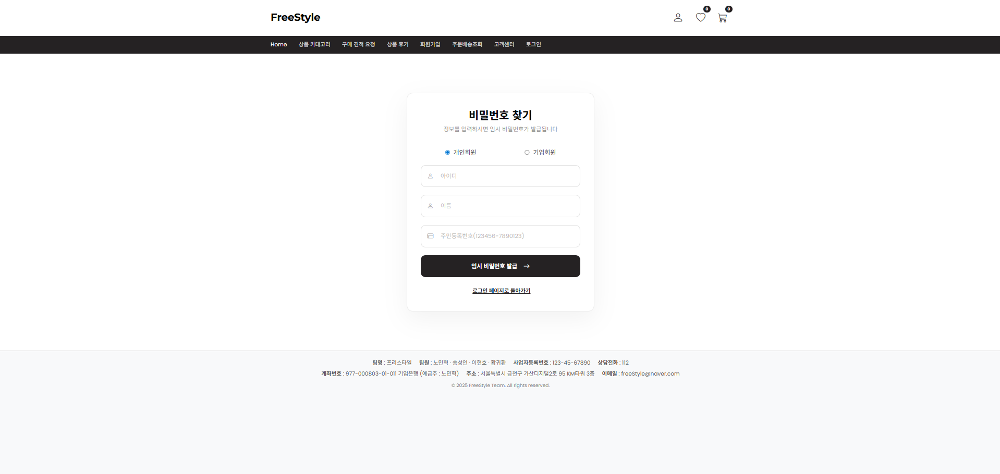 FreeStyle
0 0
Home 상품 카테고리 구매 견적 요청 상품 후기 회원가입 주문배송조회 고객센터 로그인
비밀번호 찾기
정보를 입력하시면 임시 비밀번호가 발급됩니다
개인회원 기업회원
아이디
이름
주민등록번호(123456-7890123)
임시 비밀번호 발급 →
로그인 페이지로 돌아가기
팀명 : 프리스타일 팀원 : 노민혁 · 송성인 · 이현호 · 황귀환 사업자등록번호 : 123-45-67890 상담전화 : 112
계좌번호 : 977-000803-01-011 기업은행 (예금주 : 노민혁) 주소 : 서울특별시 금천구 가산디지털2로 95 KM타워 3층 이메일 : freeStyle@naver.com
© 2025 FreeStyle Team. All rights reserved.